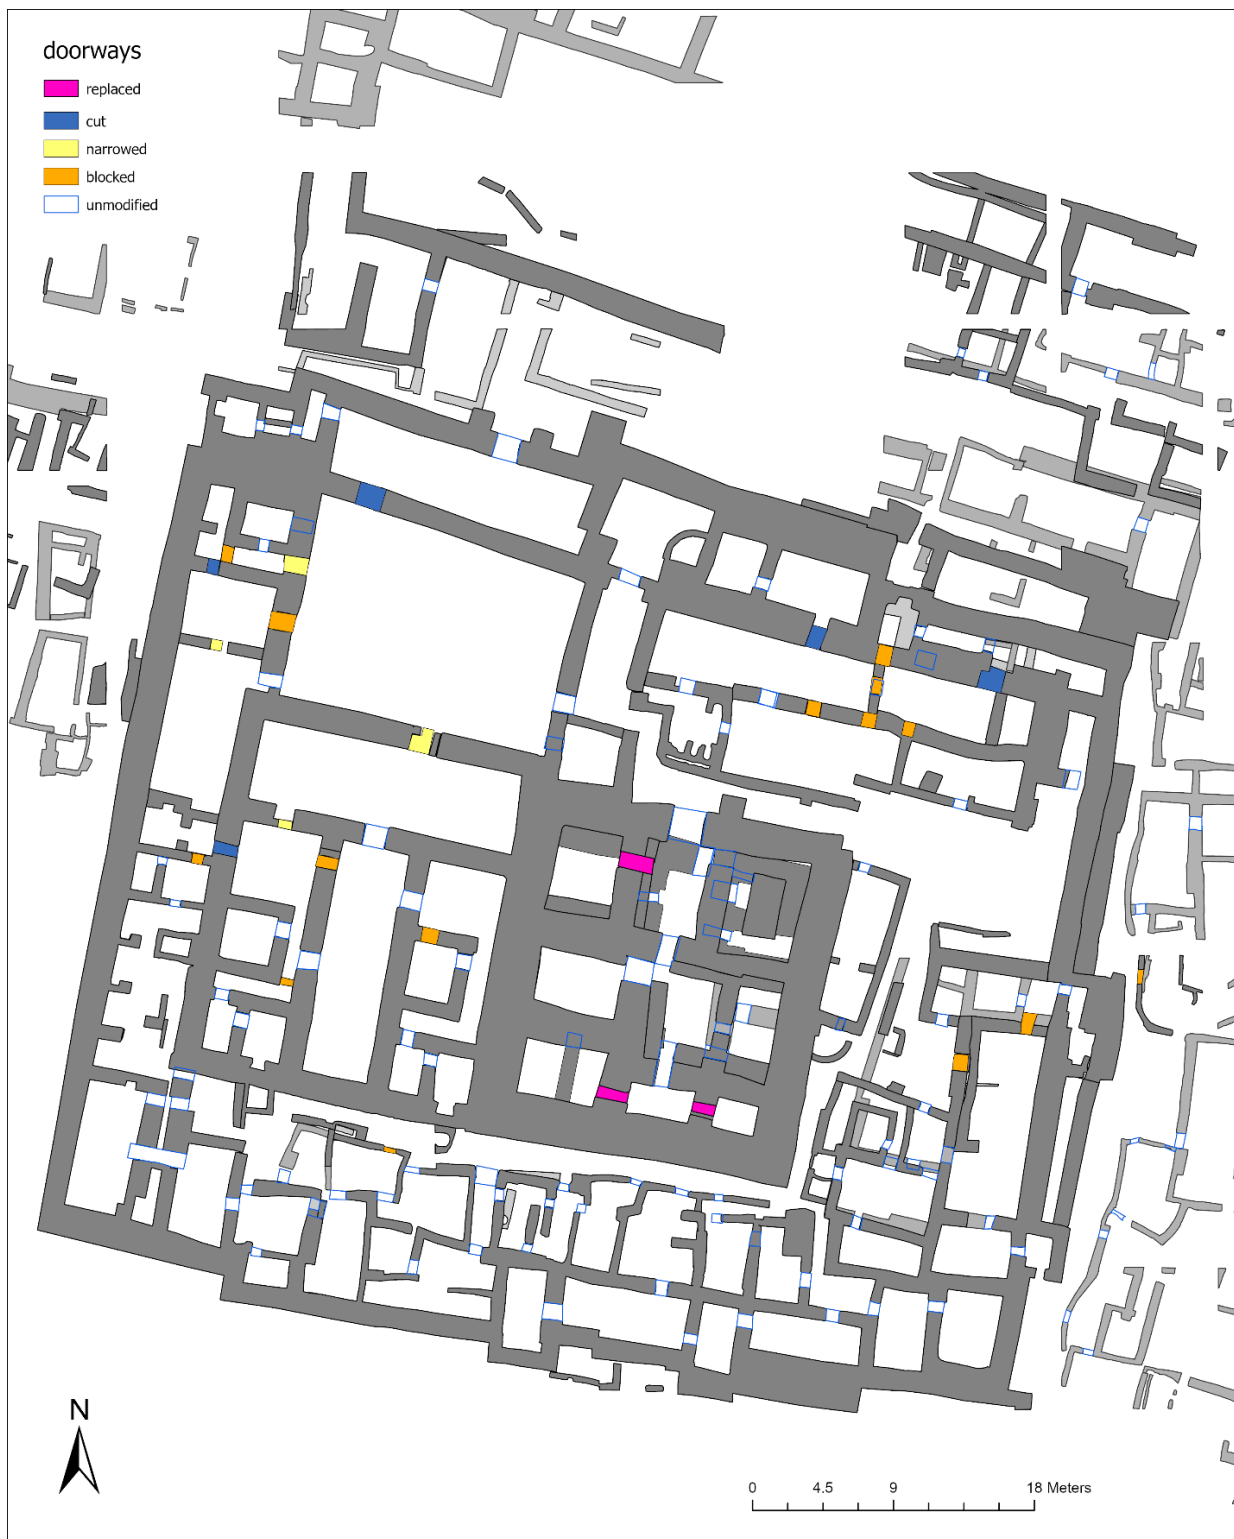 doorways
replaced
cut
narrowed
blocked
unmodified
N
0 4.5 9 18 Meters